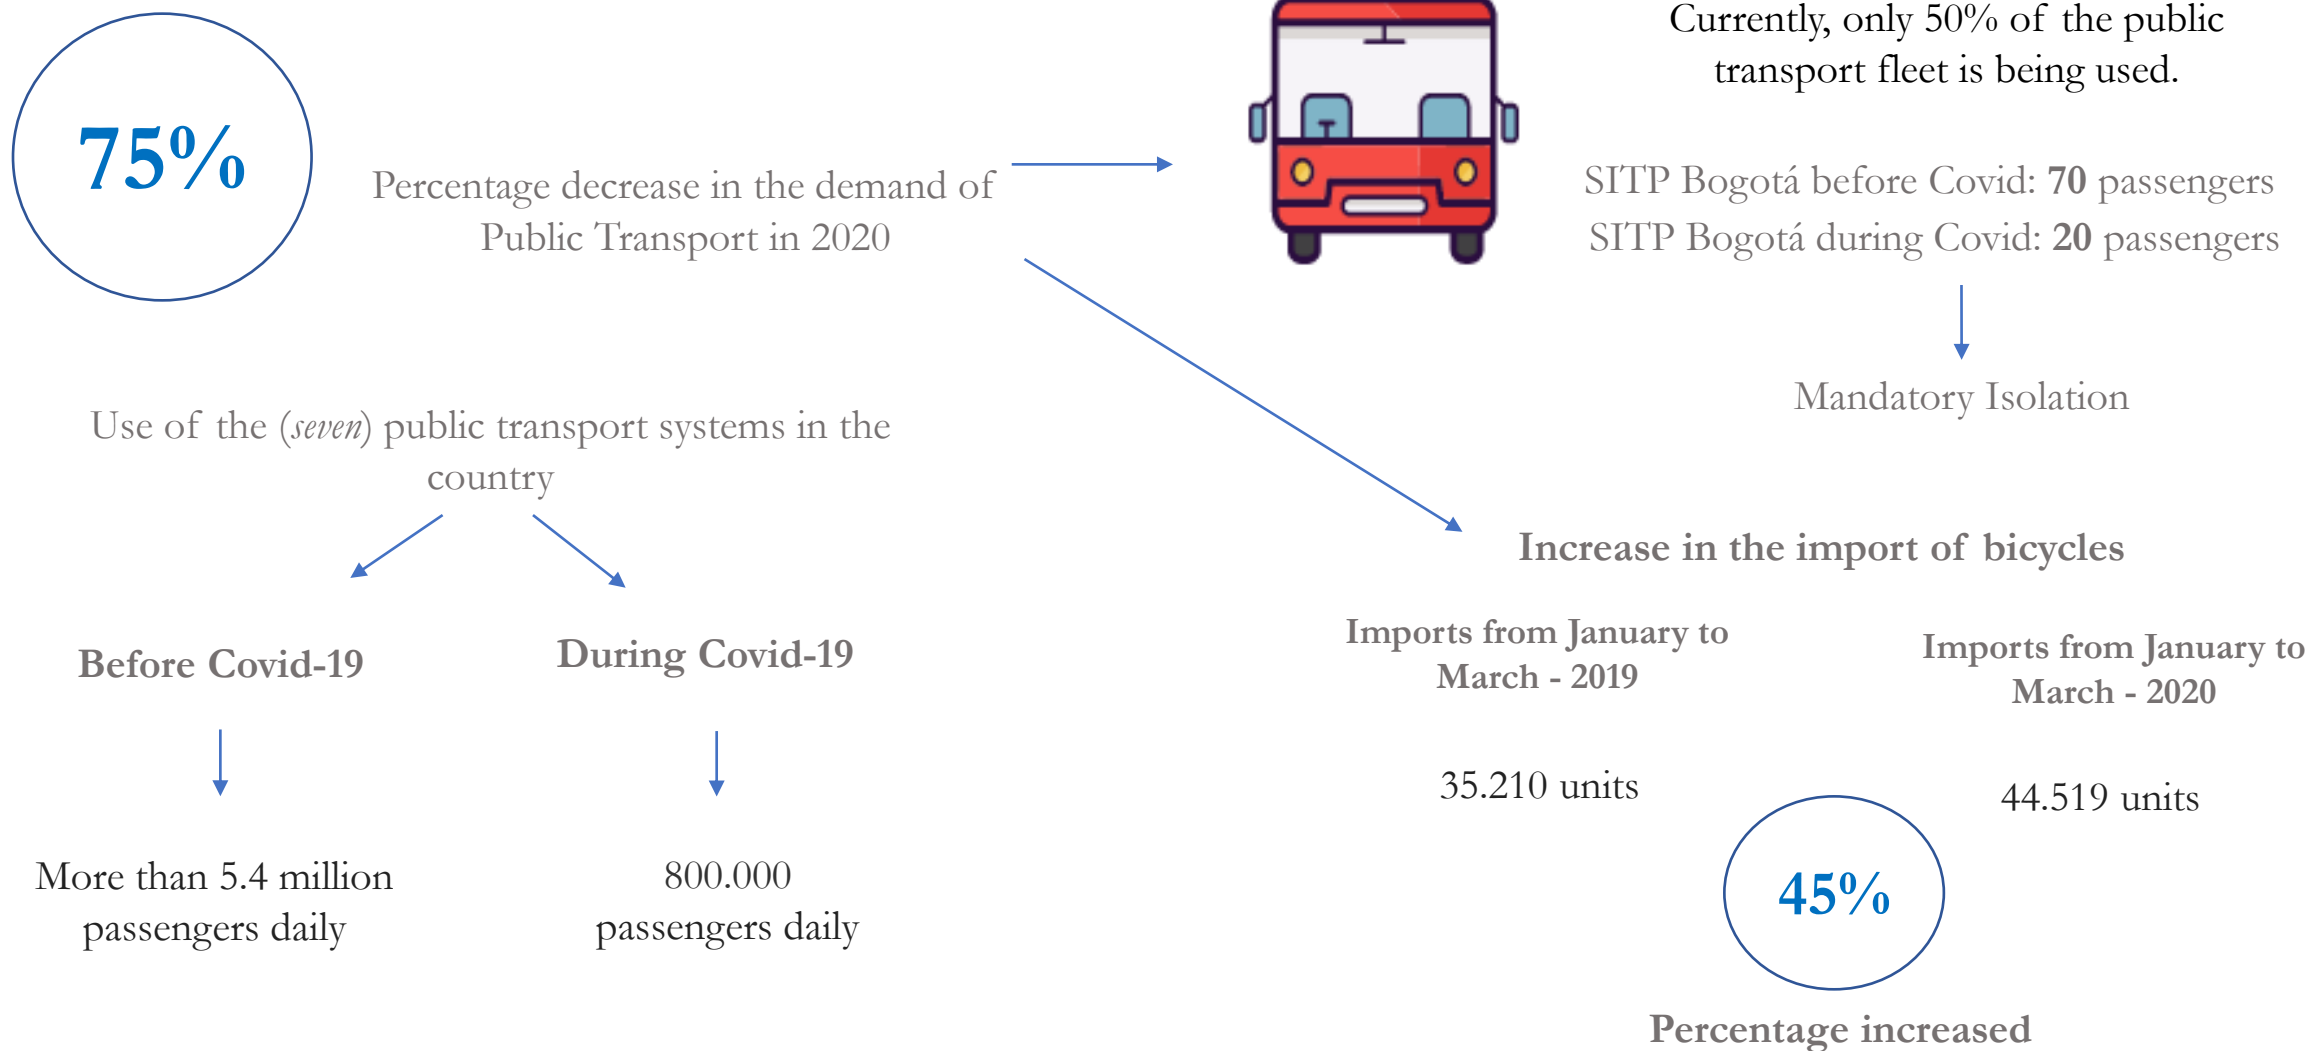 75%
Percentage decrease in the demand of
Public Transport in 2020
Currently, only 50% of the public
transport fleet is being used.
SITP Bogotá before Covid: 70 passengers
SITP Bogotá during Covid: 20 passengers
Mandatory Isolation
Use of the (seven) public transport systems in the
country
Before Covid-19
During Covid-19
More than 5.4 million
passengers daily
800.000
passengers daily
Increase in the import of bicycles
Imports from January to
March - 2019
Imports from January to
March - 2020
35.210 units
44.519 units
45%
Percentage increased